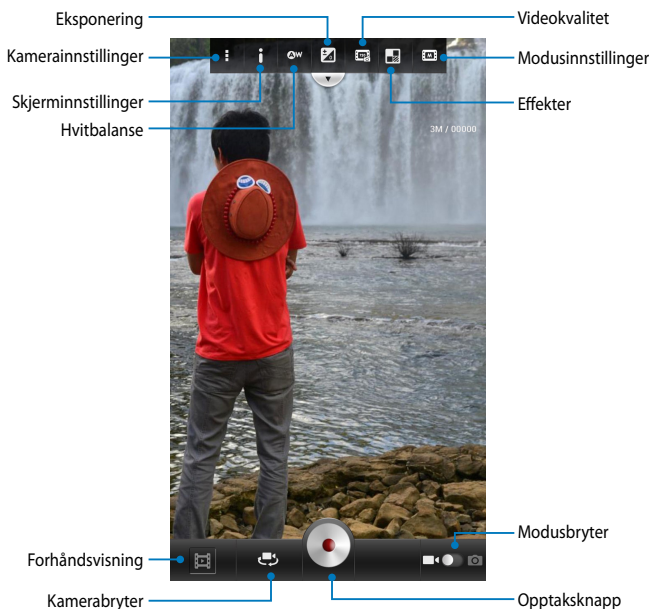 Eksponering
Videokvalitet
Kamerainnstillinger
Modusinnstillinger
Skjerminnstillinger
Effekter
Hvitbalanse
3M / 00000
Modusbryter
Forhåndsvisning
Kamerabryter
Opptaksknapp